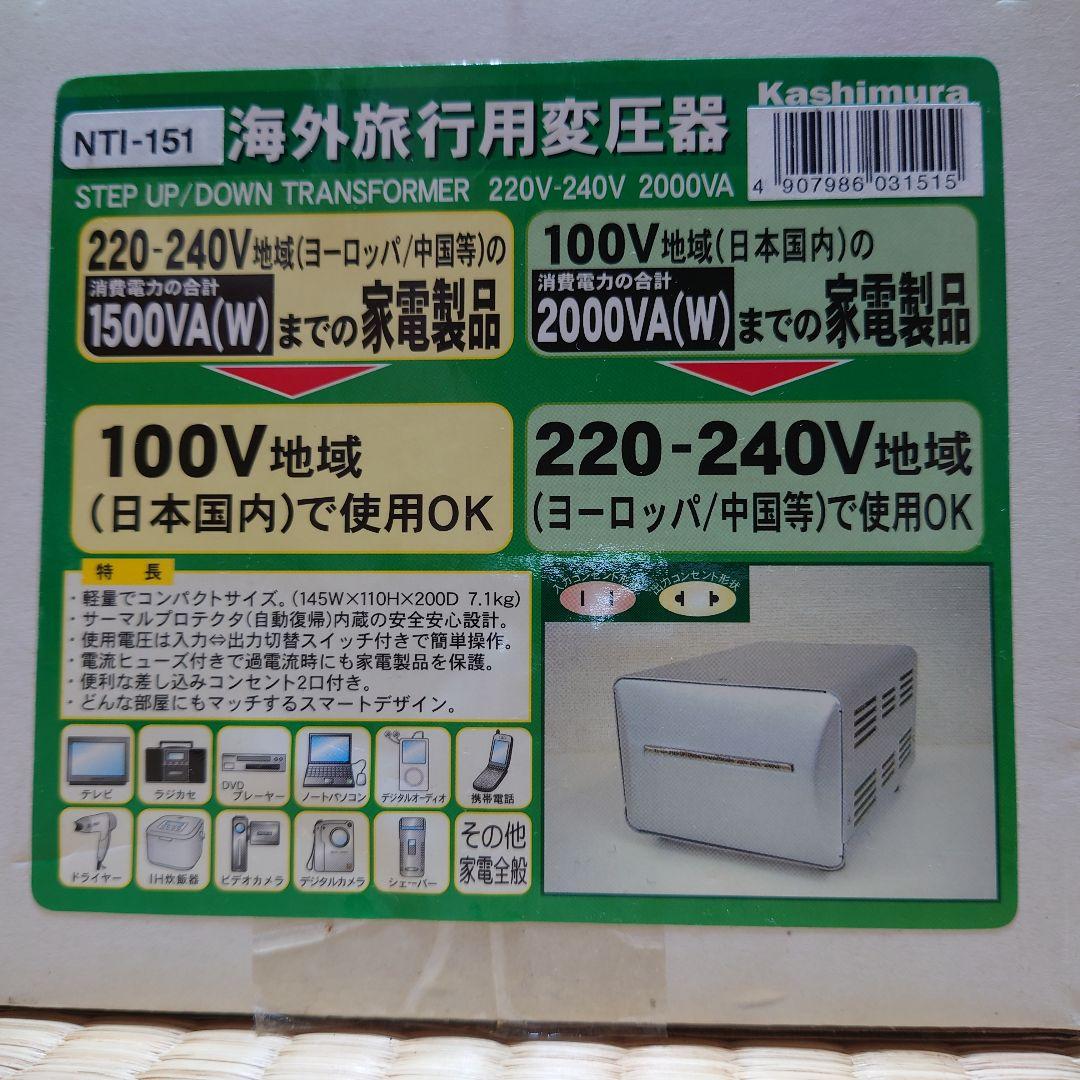 Kashimura
NTI-151
海外旅行用変圧器
4 907986 031515
STEP UP/DOWN TRANSFORMER 220V-240V 2000VA
220-240V地域(ヨーロッパ/中国等)の
消費電力の合計
1500VA(W)までの家電製品
100V地域(日本国内)の
消費電力の合計
2000VA(W)までの家電製品
100V地域
(日本国内)で使用OK
220-240V地域
(ヨーロッパ/中国等)で使用OK
特長
・軽量でコンパクトサイズ。(145W×110H×200D 7.1kg)
・サーマルプロテクタ(自動復帰)内蔵の安全安心設計。
・使用電圧は入力⇔出力切替スイッチ付きで簡単操作。
・電流ヒューズ付きで過電流時にも家電製品を保護。
・便利な差し込みコンセント2口付き。
・どんな部屋にもマッチするスマートデザイン。
入力コンセント形状
出力コンセント形状
テレビ
ラジカセ
DVD
プレーヤー
ノートパソコン
デジタルオーディオ
携帯電話
ドライヤー
IH炊飯器
ビデオカメラ
デジタルカメラ
シェーバー
その他
家電全般